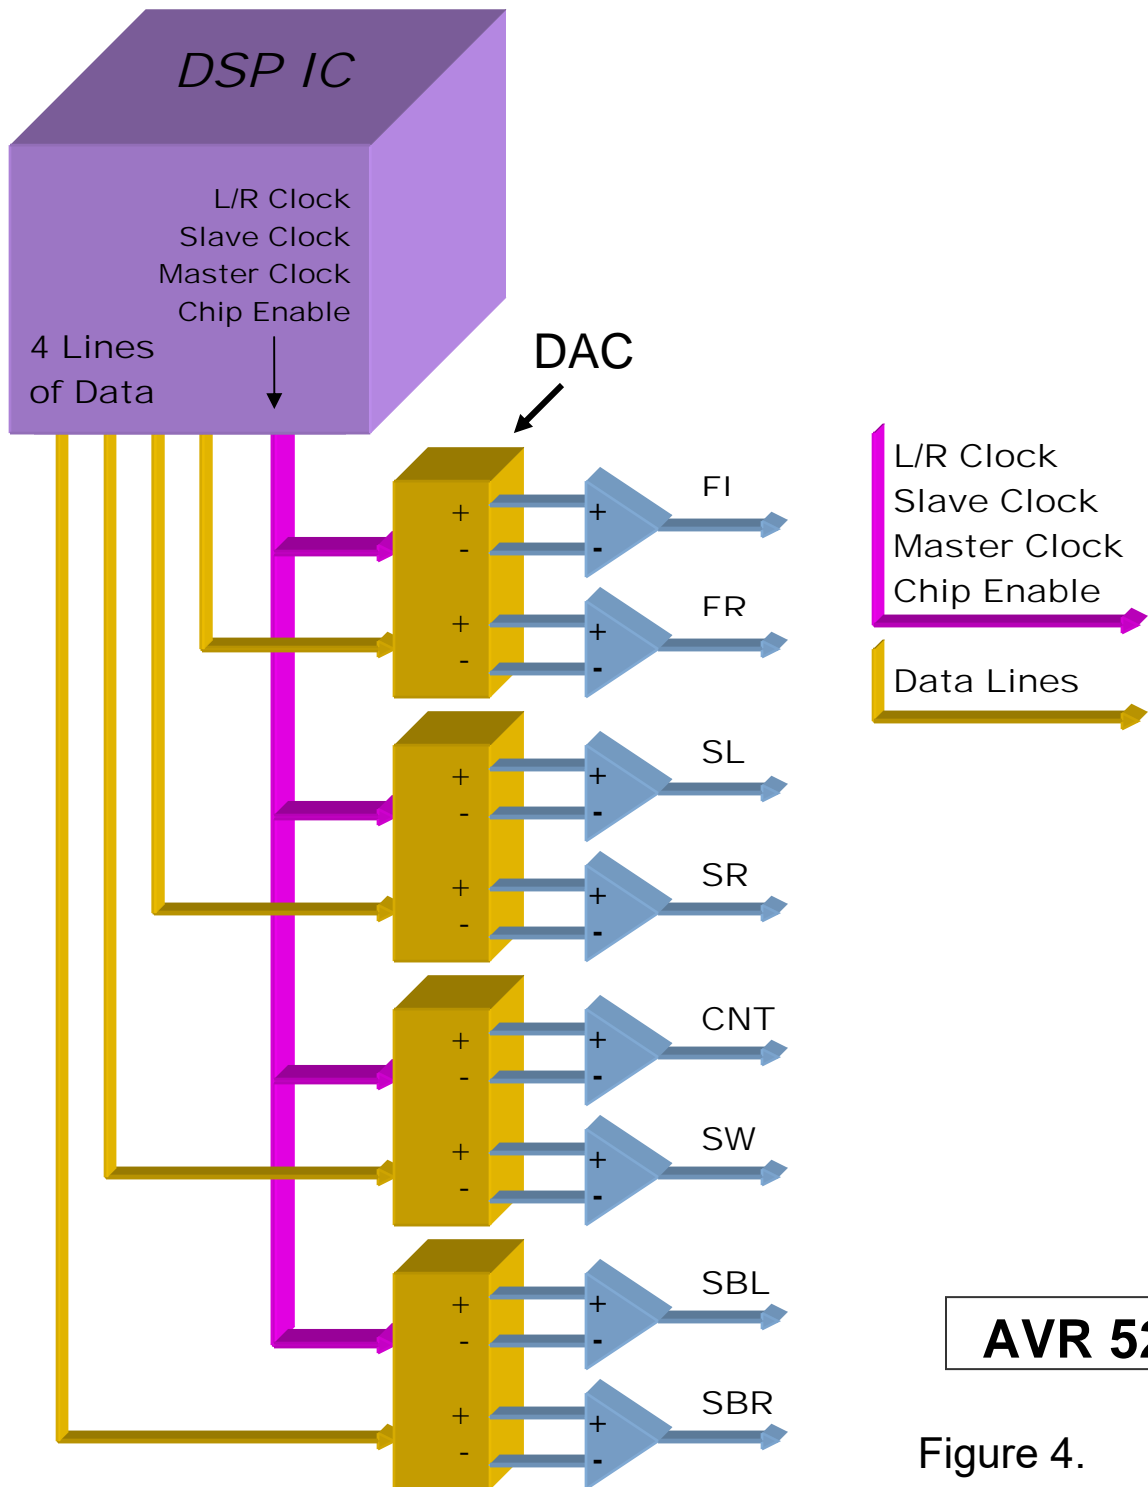 DSP IC
L/R Clock
Slave Clock
Master Clock
Chip Enable
4 Lines
of Data
DAC
+
-
+
-
+
-
+
-
FI
FR
+
-
+
-
+
-
+
-
SL
SR
+
-
+
-
+
-
+
-
CNT
SW
+
-
+
-
+
-
+
-
SBL
SBR
L/R Clock
Slave Clock
Master Clock
Chip Enable
Data Lines
AVR 52
Figure 4.